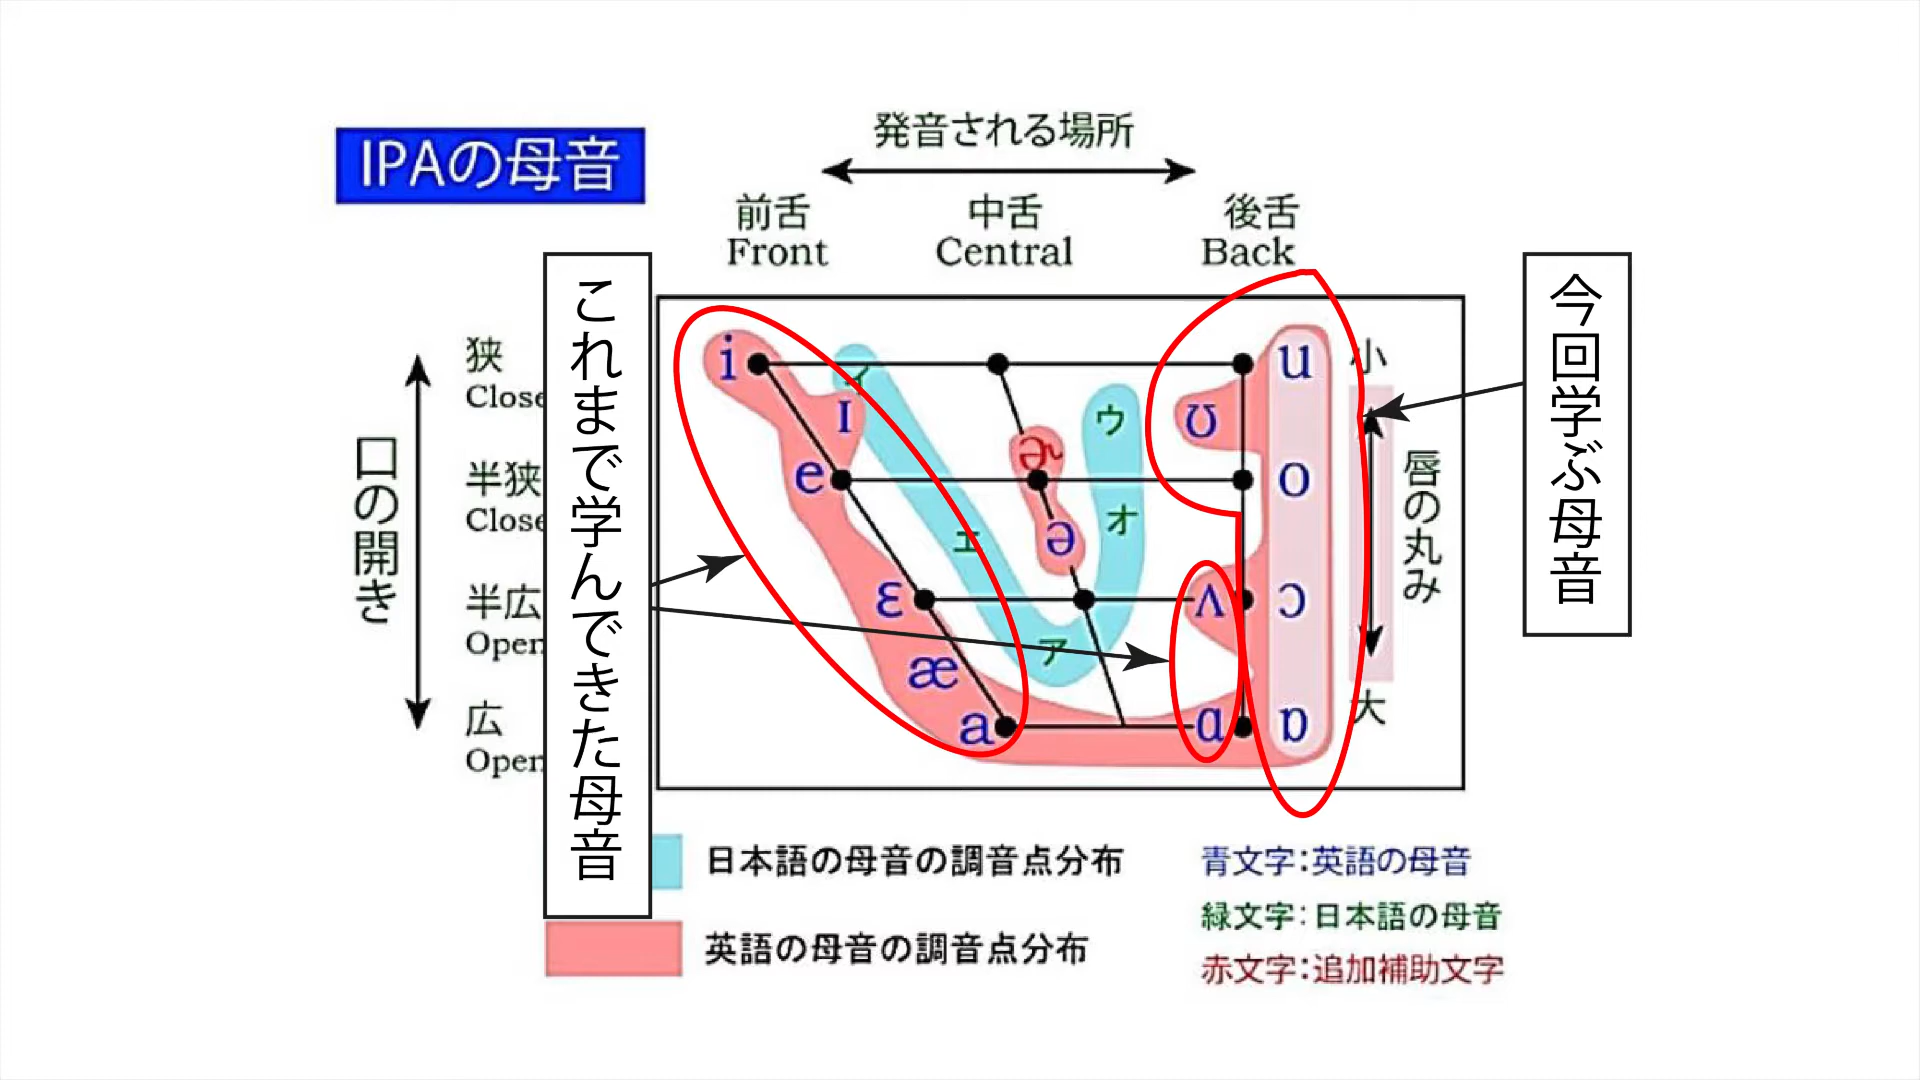 発音される場所
IPAの母音
前舌
Front
中舌
Central
後舌
Back
これまで学んできた母音
今回学ぶ母音
口の開き
狭
Close
半狭
Close
半広
Open
広
Open
i
I
e
ɛ
æ
a
イ
エ
ア
オ
ウ
ɚ
ə
ʊ
ʌ
ɑ
u
o
ɔ
ɒ
小
唇の丸み
大
日本語の母音の調音点分布
英語の母音の調音点分布
青文字：英語の母音
緑文字：日本語の母音
赤文字：追加補助文字